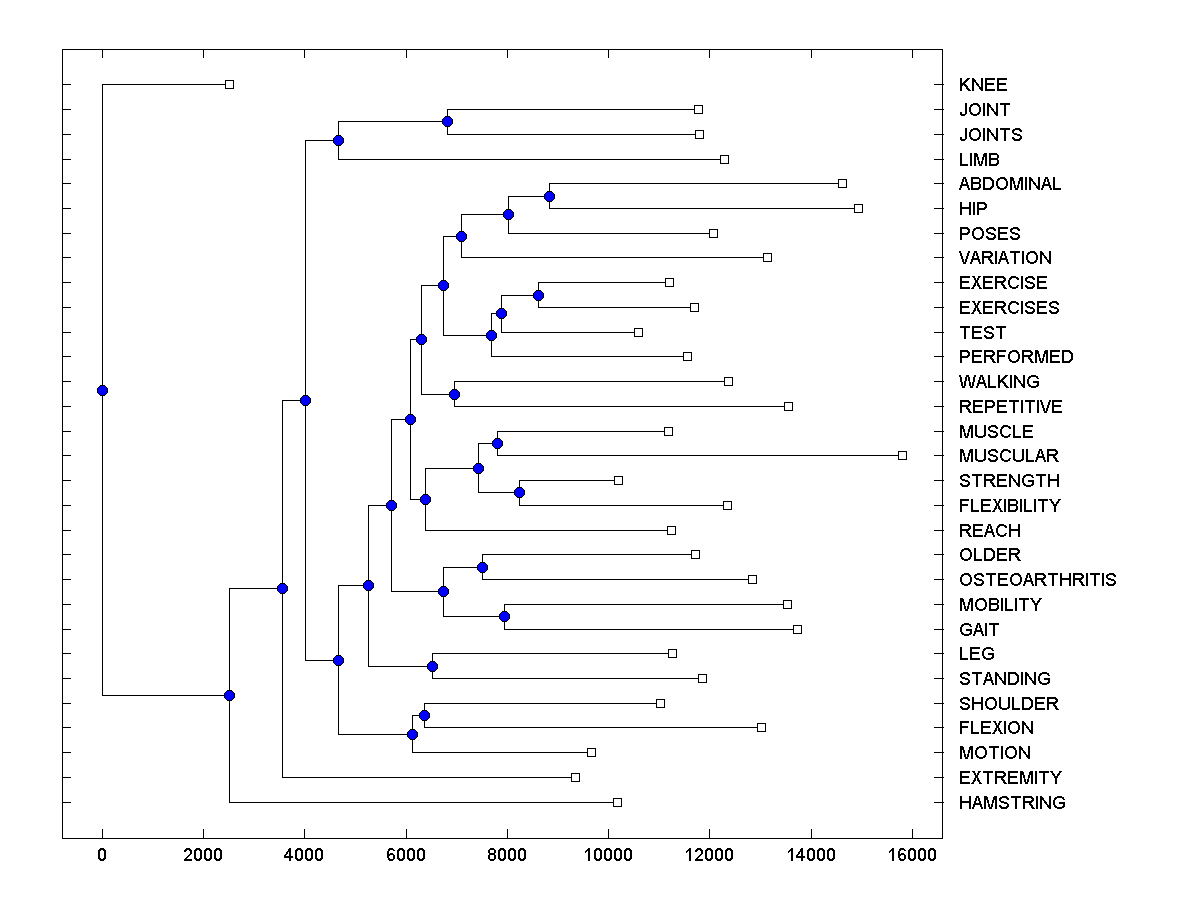 KNEE
JOINT
JOINTS
LIMB
ABDOMINAL
HIP
POSES
VARIATION
EXERCISE
EXERCISES
TEST
PERFORMED
WALKING
REPETITIVE
MUSCLE
MUSCULAR
STRENGTH
FLEXIBILITY
REACH
OLDER
OSTEOARTHRITIS
MOBILITY
GAIT
LEG
STANDING
SHOULDER
FLEXION
MOTION
EXTREMITY
HAMSTRING
0 2000 4000 6000 8000 10000 12000 14000 16000